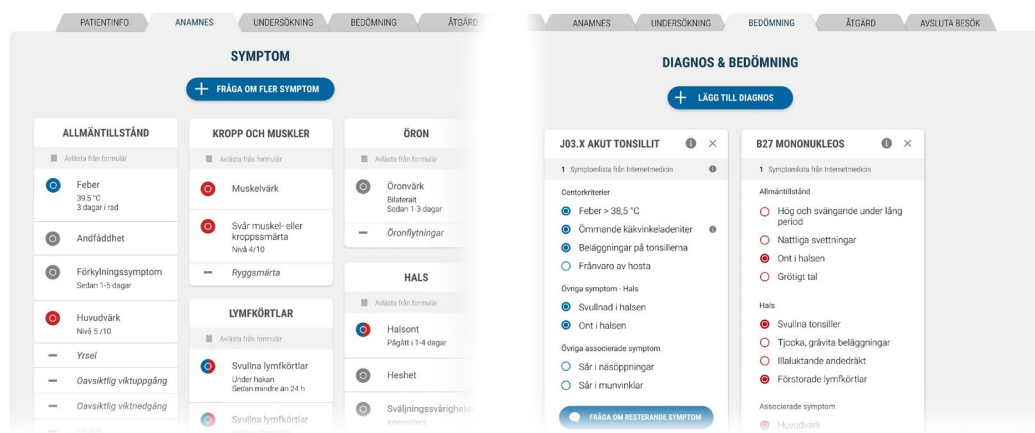 PATIENTINFO
ANAMNES
UNDERSÖKNING
BEDÖMNING
ÅTGÄRD
SYMPTOM
FRÅGA OM FLER SYMPTOM
ALLMÄNTILLSTÅND
Avlästa från formulär
Feber
39,5 °C
3 dagar i rad
Andfåddhet
Förkylningssymptom
Sedan 1-5 dagar
Huvudvärk
Nivå 5 /10
Yrsel
Oavsiktlig viktuppgång
Oavsiktlig viktnedgång
KROPP OCH MUSKLER
Avlästa från formulär
Muskelvärk
Svår muskel- eller
kroppssmärta
Nivå 4/10
Ryggsmärta
LYMFKÖRTLAR
Avlästa från formulär
Svullna lymfkörtlar
Under hakan
Sedan mindre än 24 h
Svullna lymfkörtlar
ÖRON
Avlästa från formulär
Öronvärk
Bilateralt
Sedan 1-3 dagar
Öronflytningar
HALS
Avlästa från formulär
Halsont
Pågått i 1-4 dagar
Heshet
Sväljningssvårigheter
Intermittent
ANAMNES
UNDERSÖKNING
BEDÖMNING
ÅTGÄRD
AVSLUTA BESÖK
DIAGNOS & BEDÖMNING
LÄGG TILL DIAGNOS
J03.X AKUT TONSILLIT
1 Symptomlista från Internetmedicin
Centorkriterier
Feber > 38,5 °C
Ömmande käkvinkeladeniter
Beläggningar på tonsillerna
Frånvaro av hosta
Övriga symptom - Hals
Svullnad i halsen
Ont i halsen
Övriga associerade symptom
Sår i näsöppningar
Sår i munvinklar
FRÅGA OM RESTERANDE SYMPTOM
B27 MONONUKLEOS
1 Symptomlista från Internetmedicin
Allmäntillstånd
Hög och svängande under lång
period
Nattliga svettningar
Ont i halsen
Grötigt tal
Hals
Svullna tonsiller
Tjocka, gråvita beläggningar
Illaluktande andedräkt
Förstorade lymfkörtlar
Associerade symptom
Huvudvärk